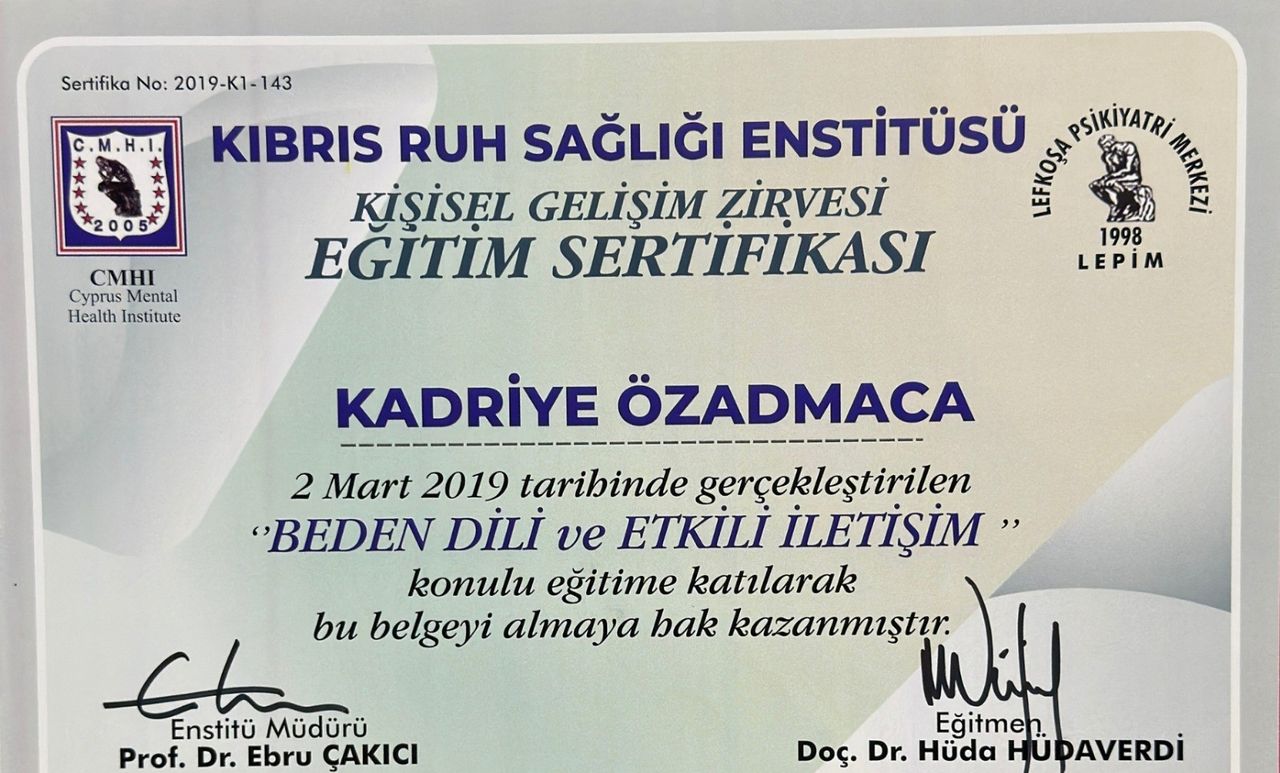 Sertifika No: 2019-K1-143
C.M.H.I.
2005
CMHI
Cyprus Mental
Health Institute
KIBRIS RUH SAĞLIĞI ENSTİTÜSÜ
KİŞİSEL GELİŞİM ZİRVESİ
EĞİTİM SERTİFİKASI
LEFKOŞA PSİKİYATRİ MERKEZİ
1998
LEPİM
KADRİYE ÖZADMACA
2 Mart 2019 tarihinde gerçekleştirilen
‘’BEDEN DİLİ ve ETKİLİ İLETİŞİM ’’
konulu eğitime katılarak
bu belgeyi almaya hak kazanmıştır.
Enstitü Müdürü
Prof. Dr. Ebru ÇAKICI
Eğitmen
Doç. Dr. Hüda HÜDAVERDİ